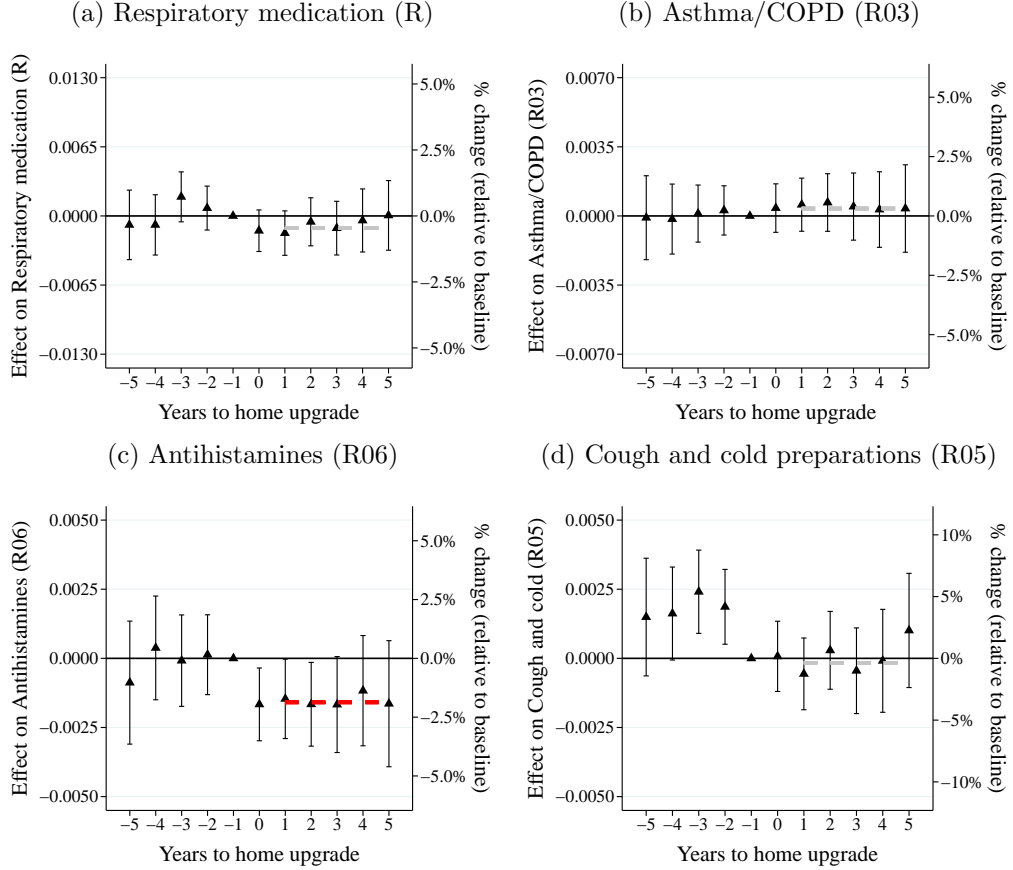 (a) Respiratory medication (R)
Effect on Respiratory medication (R)
0.0130
0.0065
0.0000
−0.0065
−0.0130
5.0%
2.5%
0.0%
−2.5%
−5.0%
% change (relative to baseline)
−5 −4 −3 −2 −1 0 1 2 3 4 5
Years to home upgrade
(b) Asthma/COPD (R03)
Effect on Asthma/COPD (R03)
0.0070
0.0035
0.0000
−0.0035
−0.0070
5.0%
2.5%
0.0%
−2.5%
−5.0%
% change (relative to baseline)
−5 −4 −3 −2 −1 0 1 2 3 4 5
Years to home upgrade
(c) Antihistamines (R06)
Effect on Antihistamines (R06)
0.0050
0.0025
0.0000
−0.0025
−0.0050
5.0%
2.5%
0.0%
−2.5%
−5.0%
% change (relative to baseline)
−5 −4 −3 −2 −1 0 1 2 3 4 5
Years to home upgrade
(d) Cough and cold preparations (R05)
Effect on Cough and cold (R05)
0.0050
0.0025
0.0000
−0.0025
−0.0050
10%
5%
0%
−5%
−10%
% change (relative to baseline)
−5 −4 −3 −2 −1 0 1 2 3 4 5
Years to home upgrade